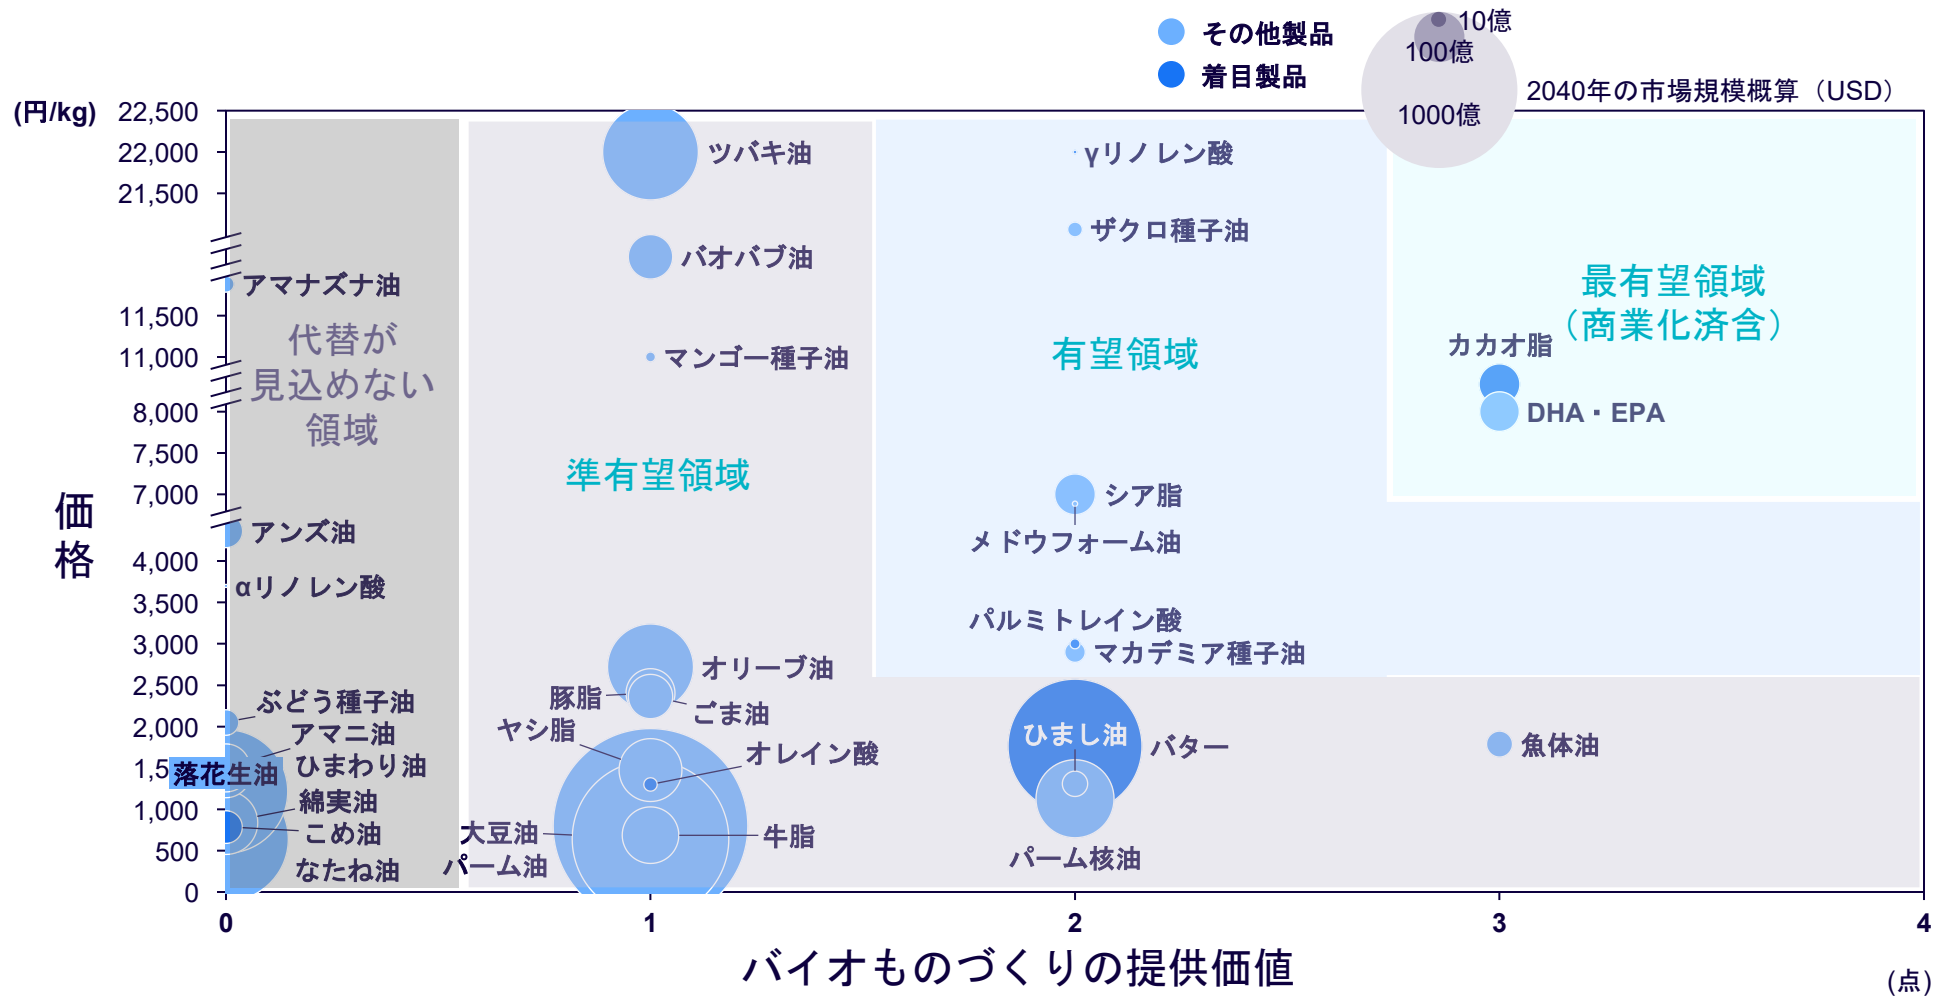 その他製品
着目製品
10億
100億
1000億
2040年の市場規模概算（USD）
(円/kg)
22,500
22,000
21,500
11,500
11,000
8,000
7,500
7,000
4,000
3,500
3,000
2,500
2,000
1,5
1,000
500
0
価格
ツバキ油
γリノレン酸
ザクロ種子油
バオバブ油
アマナズナ油
代替が
見込めない
領域
マンゴー種子油
有望領域
最有望領域
（商業化済含）
カカオ脂
DHA・EPA
準有望領域
シア脂
メドウフォーム油
アンズ油
αリノレン酸
パルミトレイン酸
マカデミア種子油
オリーブ油
豚脂
ごま油
ヤシ脂
オレイン酸
ぶどう種子油
アマニ油
ひまわり油
落花生油
綿実油
こめ油
なたね油
大豆油
パーム油
牛脂
ひまし油
バター
パーム核油
魚体油
0
1
2
3
4
バイオものづくりの提供価値
(点)